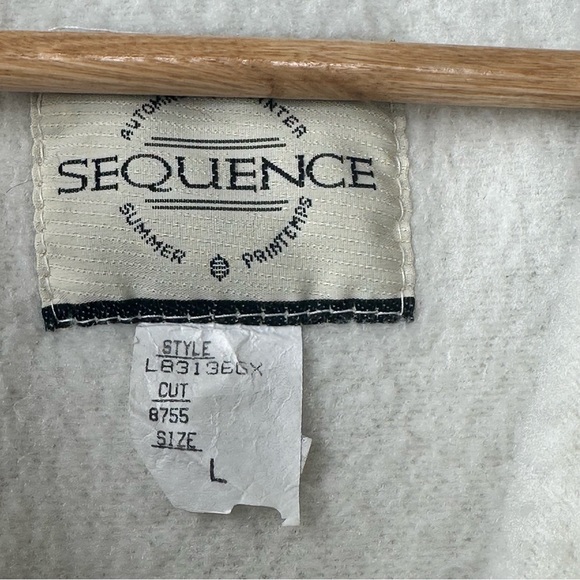 SEQUENCE
SUMMER PRINTEMPS
STYLE
CUT
8755
SIZE
L